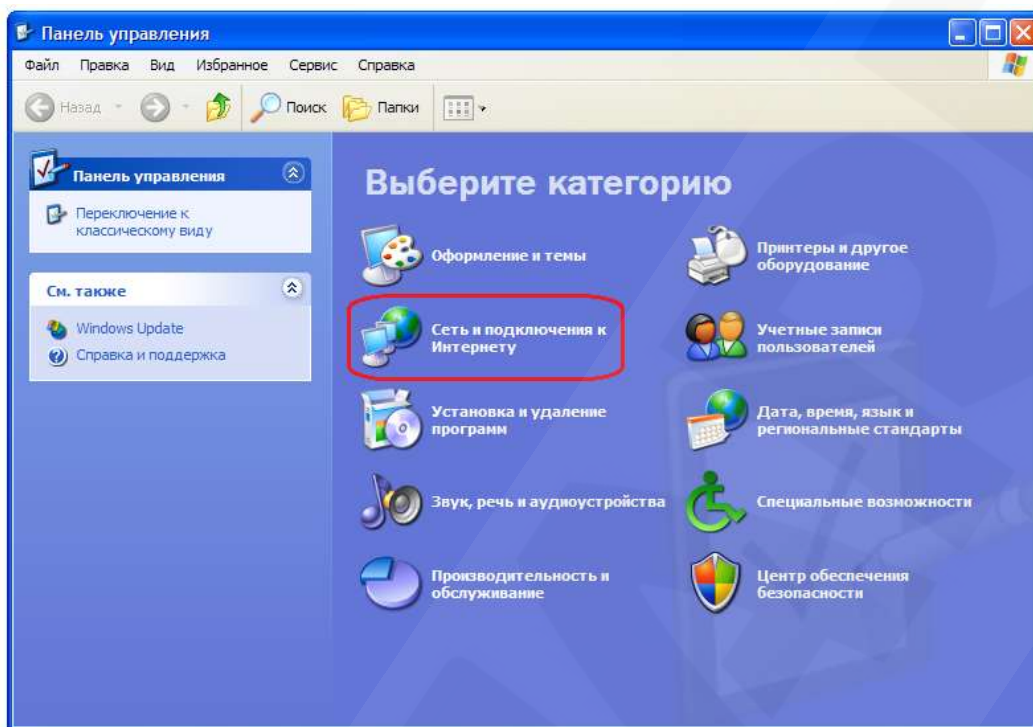 Панель управления
Файл Правка Вид Избранное Сервис Справка
Назад Поиск Папки
Панель управления
Переключение к
классическому виду
См. также
Windows Update
Справка и поддержка
Выберите категорию
Оформление и темы
Принтеры и другое
оборудование
Сеть и подключения к
Интернету
Учетные записи
пользователей
Установка и удаление
программ
Дата, время, язык и
региональные стандарты
Звук, речь и аудиоустройства
Специальные возможности
Производительность и
обслуживание
Центр обеспечения
безопасности